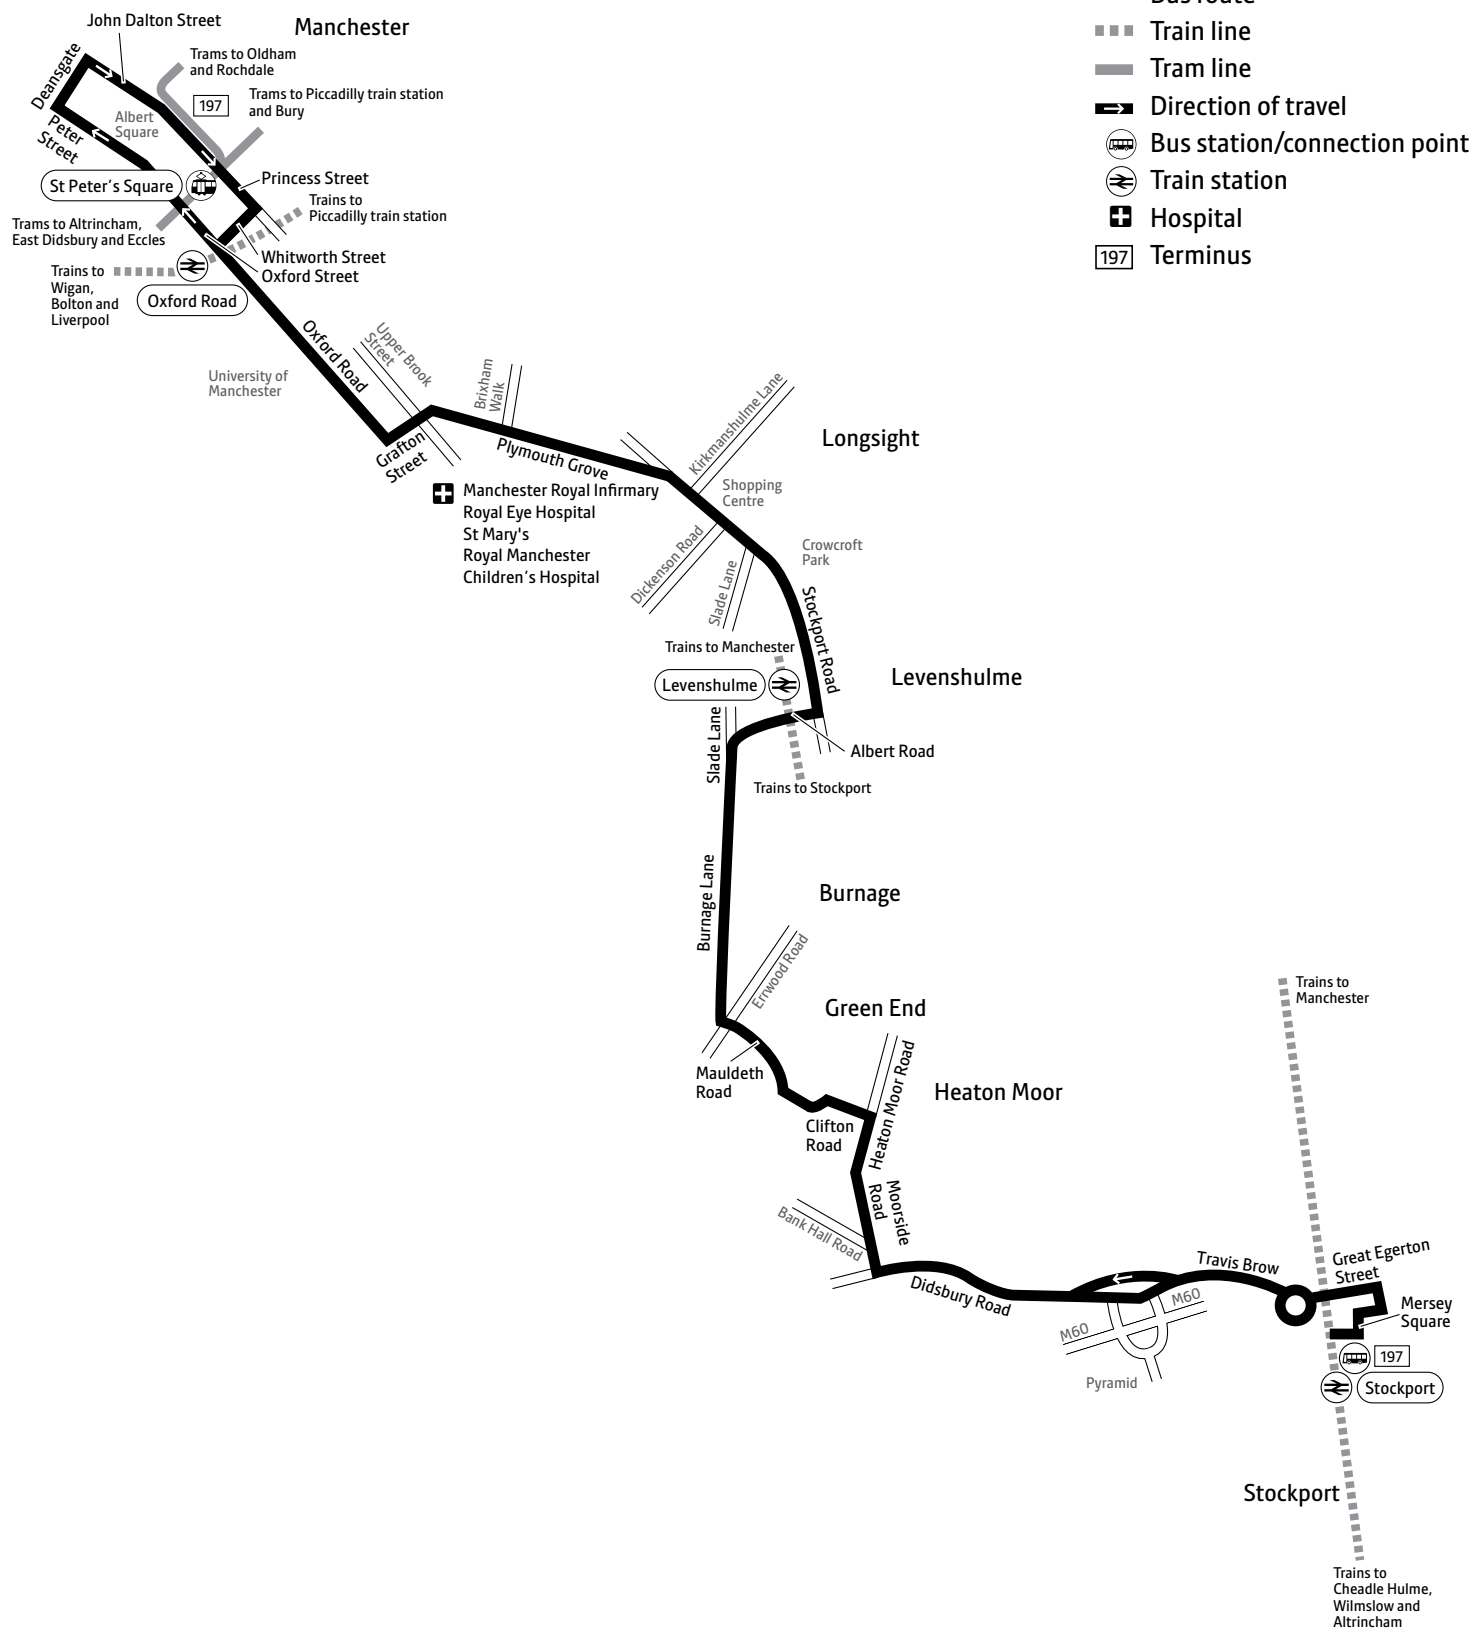 Bus route
Train line
Tram line
Direction of travel
Bus station/connection point
Train station
Hospital
197 Terminus
John Dalton Street
Manchester
Deansgate
Trams to Oldham
and Rochdale
197
Trams to Piccadilly train station
and Bury
Albert
Square
Peter
Street
St Peter's Square
Princess Street
Trains to
Piccadilly train station
Trams to Altrincham,
East Didsbury and Eccles
Whitworth Street
Oxford Street
Trains to
Wigan,
Bolton and
Liverpool
Oxford Road
Oxford Road
University of
Manchester
Upper Brook
Street
Grafton
Street
Brixham
Walk
Plymouth Grove
Kirkmanshulme Lane
Longsight
Shopping
Centre
Manchester Royal Infirmary
Royal Eye Hospital
St Mary's
Royal Manchester
Children's Hospital
Dickenson Road
Slade Lane
Crowcroft
Park
Stockport Road
Trains to Manchester
Levenshulme
Levenshulme
Slade Lane
Albert Road
Trains to Stockport
Burnage Lane
Burnage
Errwood Road
Green End
Mauldeth
Road
Clifton
Road
Heaton Moor Road
Heaton Moor
Moorside
Road
Bank Hall Road
Didsbury Road
M60
M60
Pyramid
Travis Brow
Trains to
Manchester
Great Egerton
Street
Mersey
Square
197
Stockport
Stockport
Trains to
Cheadle Hulme,
Wilmslow and
Altrincham